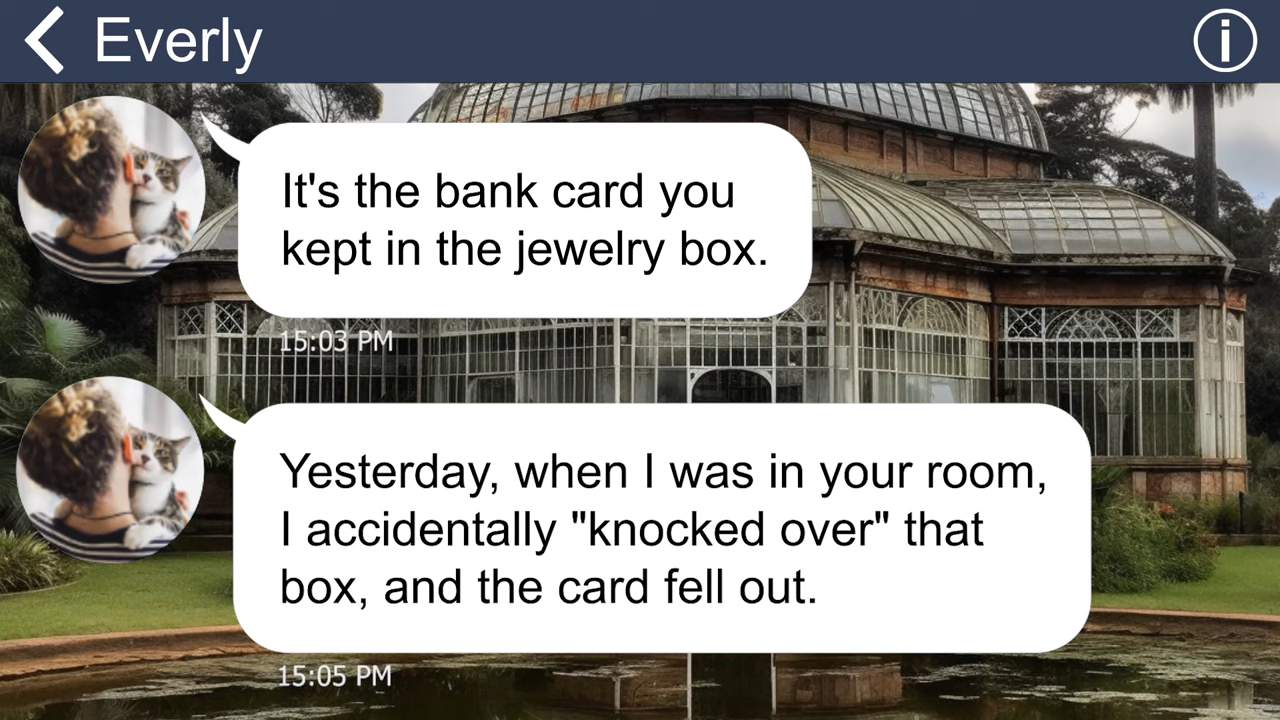 Everly
It's the bank card you
kept in the jewelry box.
15:03 PM
Yesterday, when I was in your room,
I accidentally "knocked over" that
box, and the card fell out.
15:05 PM